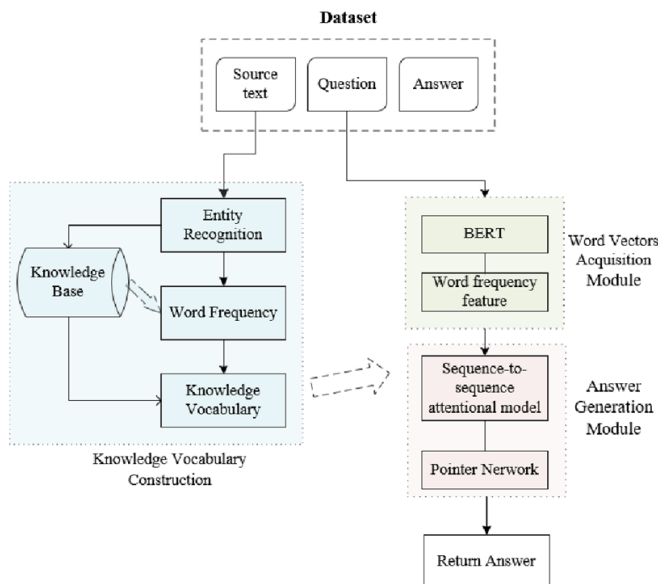 Dataset
Source
text
Question
Answer
Entity
Recognition
Knowledge
Base
Word Frequency
Knowledge
Vocabulary
Knowledge Vocabulary
Construction
BERT
Word frequency
feature
Word Vectors
Acquisition
Module
Sequence-to-
sequence
attentional model
Pointer Nerwork
Answer
Generation
Module
Return Answer